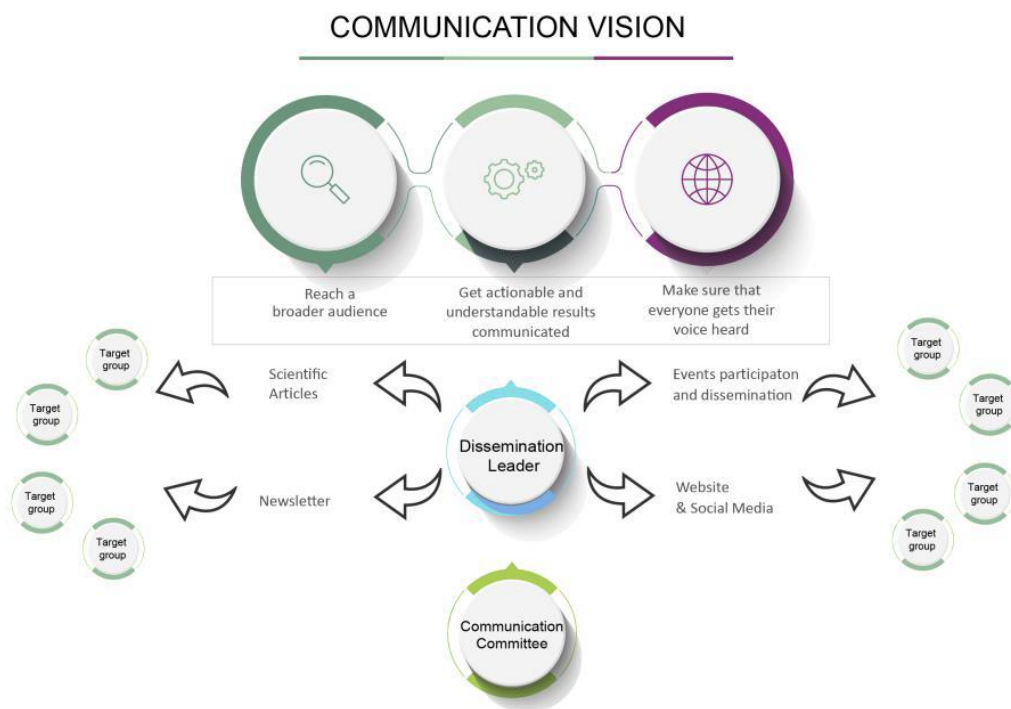 COMMUNICATION VISION
Reach a
broader audience
Get actionable and
understandable results
communicated
Make sure that
everyone gets their
voice heard
Target
group
Target
group
Scientific
Articles
Events participaton
and dissemination
Target
group
Target
group
Dissemination
Leader
Target
group
Target
group
Newsletter
Website
& Social Media
Target
group
Target
group
Communication
Committee